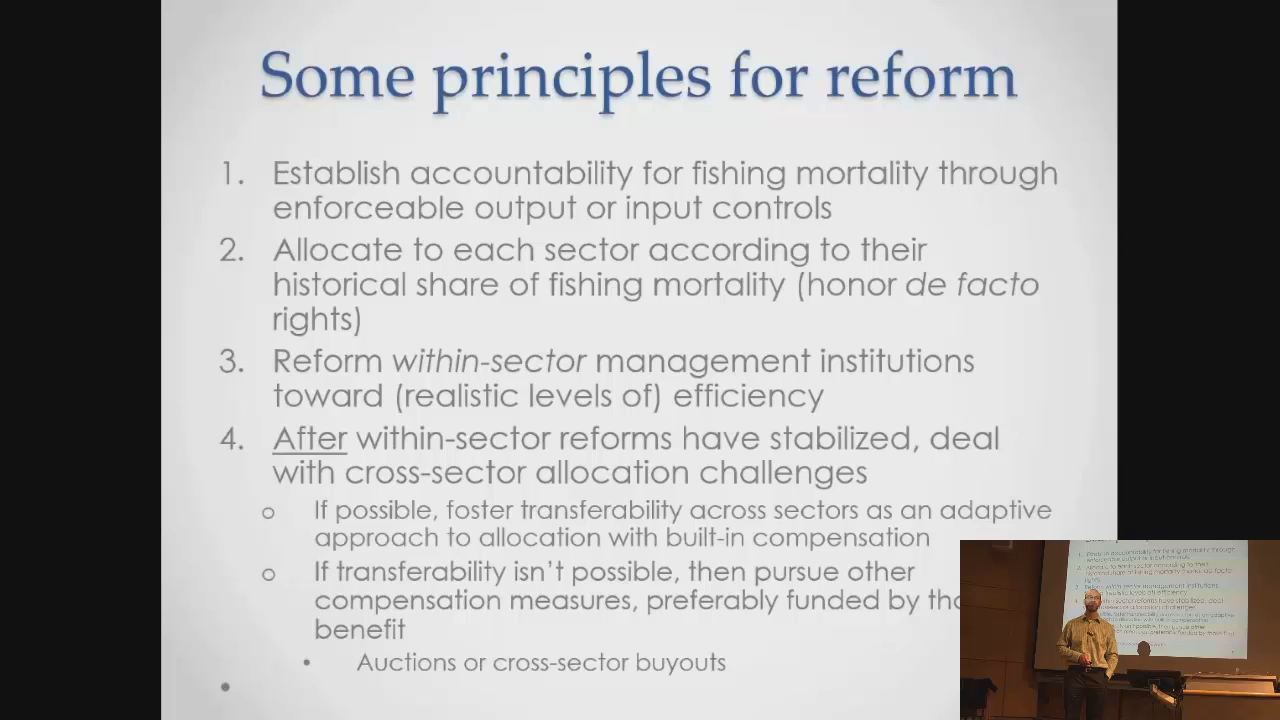 Some principles for reform
1. Establish accountability for fishing mortality through
enforceable output or input controls
2. Allocate to each sector according to their
historical share of fishing mortality (honor de facto
rights)
3. Reform within-sector management institutions
toward (realistic levels of) efficiency
4. After within-sector reforms have stabilized, deal
with cross-sector allocation challenges
o If possible, foster transferability across sectors as an adaptive
approach to allocation with built-in compensation
o If transferability isn't possible, then pursue other
compensation measures, preferably funded by
benefit
• Auctions or cross-sector buyouts
•